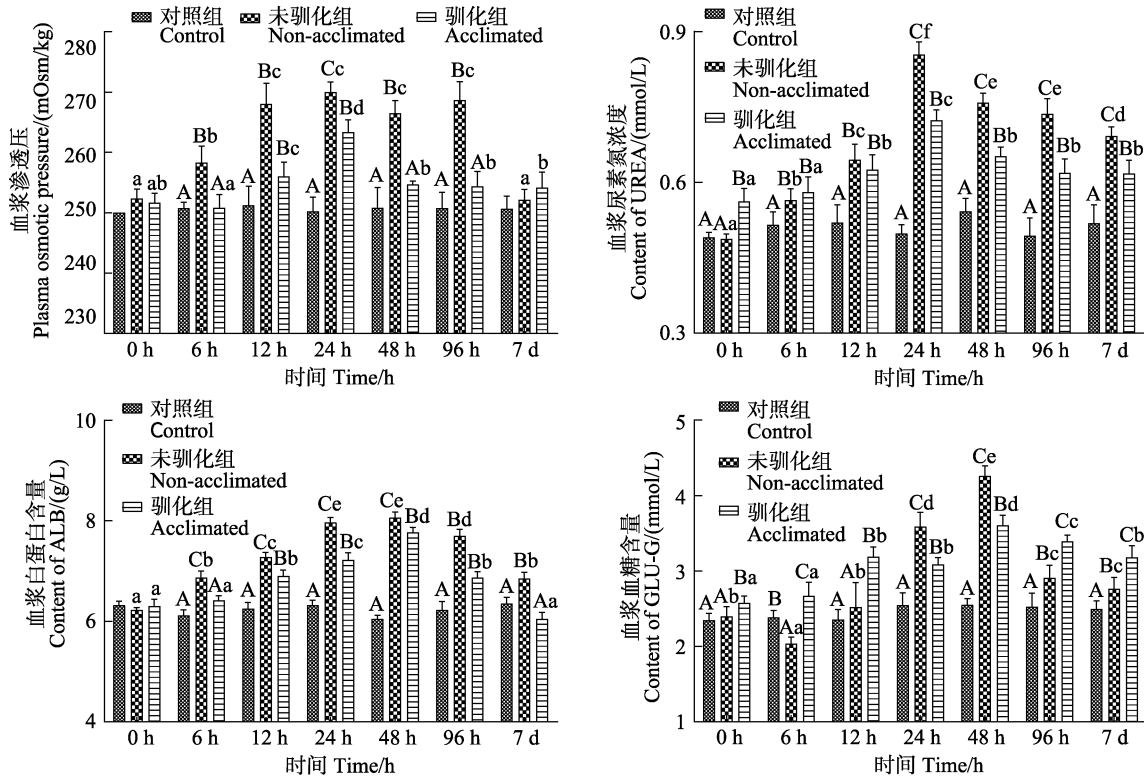 对照组 未驯化组 驯化组
Control Non-acclimated Acclimated
血浆渗透压
Plasma osmotic pressure/(mOsm/kg)
280
270
260
250
240
230
a ab
A Bb Aa
A Bc Bc
A Cc Bd
A Bc Ab
A Bc Ab
a b
0 h 6 h 12 h 24 h 48 h 96 h 7 d
时间 Time/h
对照组
Control
未驯化组
Non-acclimated
驯化组
Acclimated
血浆尿素氮浓度
Content of UREA/(mmol/L)
0.9
0.6
0.3
A Aa Ba
A Bb Ba
A Bc Bb
A Cf Bc
A Ce Bb
A Ce Bb
A Cd Bb
0 h 6 h 12 h 24 h 48 h 96 h 7 d
时间 Time/h
对照组
Control
未驯化组
Non-acclimated
驯化组
Acclimated
血浆白蛋白含量
Content of ALB/(g/L)
10
8
6
4
a a
A Cb Aa
A Cc Bb
A Ce Bc
A Ce Bd
A Bd Bb
A Bb Aa
0 h 6 h 12 h 24 h 48 h 96 h 7 d
时间 Time/h
对照组
Control
未驯化组
Non-acclimated
驯化组
Acclimated
血浆血糖含量
Content of GLU-G/(mmol/L)
5
4
3
2
1
A Ab Ba
B Aa Ca
A Ab Bb
A Cd Bb
A Ce Bd
A Bc Cc
A Bc Cb
0 h 6 h 12 h 24 h 48 h 96 h 7 d
时间 Time/h